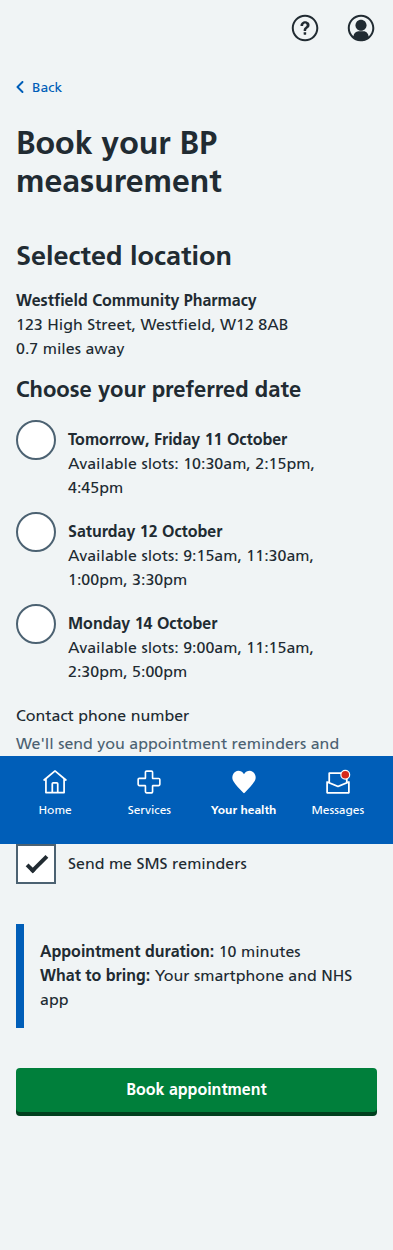 Back
Book your BP
measurement
Selected location
Westfield Community Pharmacy
123 High Street, Westfield, W12 8AB
0.7 miles away
Choose your preferred date
Tomorrow, Friday 11 October
Available slots: 10:30am, 2:15pm,
4:45pm
Saturday 12 October
Available slots: 9:15am, 11:30am,
1:00pm, 3:30pm
Monday 14 October
Available slots: 9:00am, 11:15am,
2:30pm, 5:00pm
Contact phone number
We'll send you appointment reminders and
Home Services Your health Messages
Send me SMS reminders
Appointment duration: 10 minutes
What to bring: Your smartphone and NHS
app
Book appointment